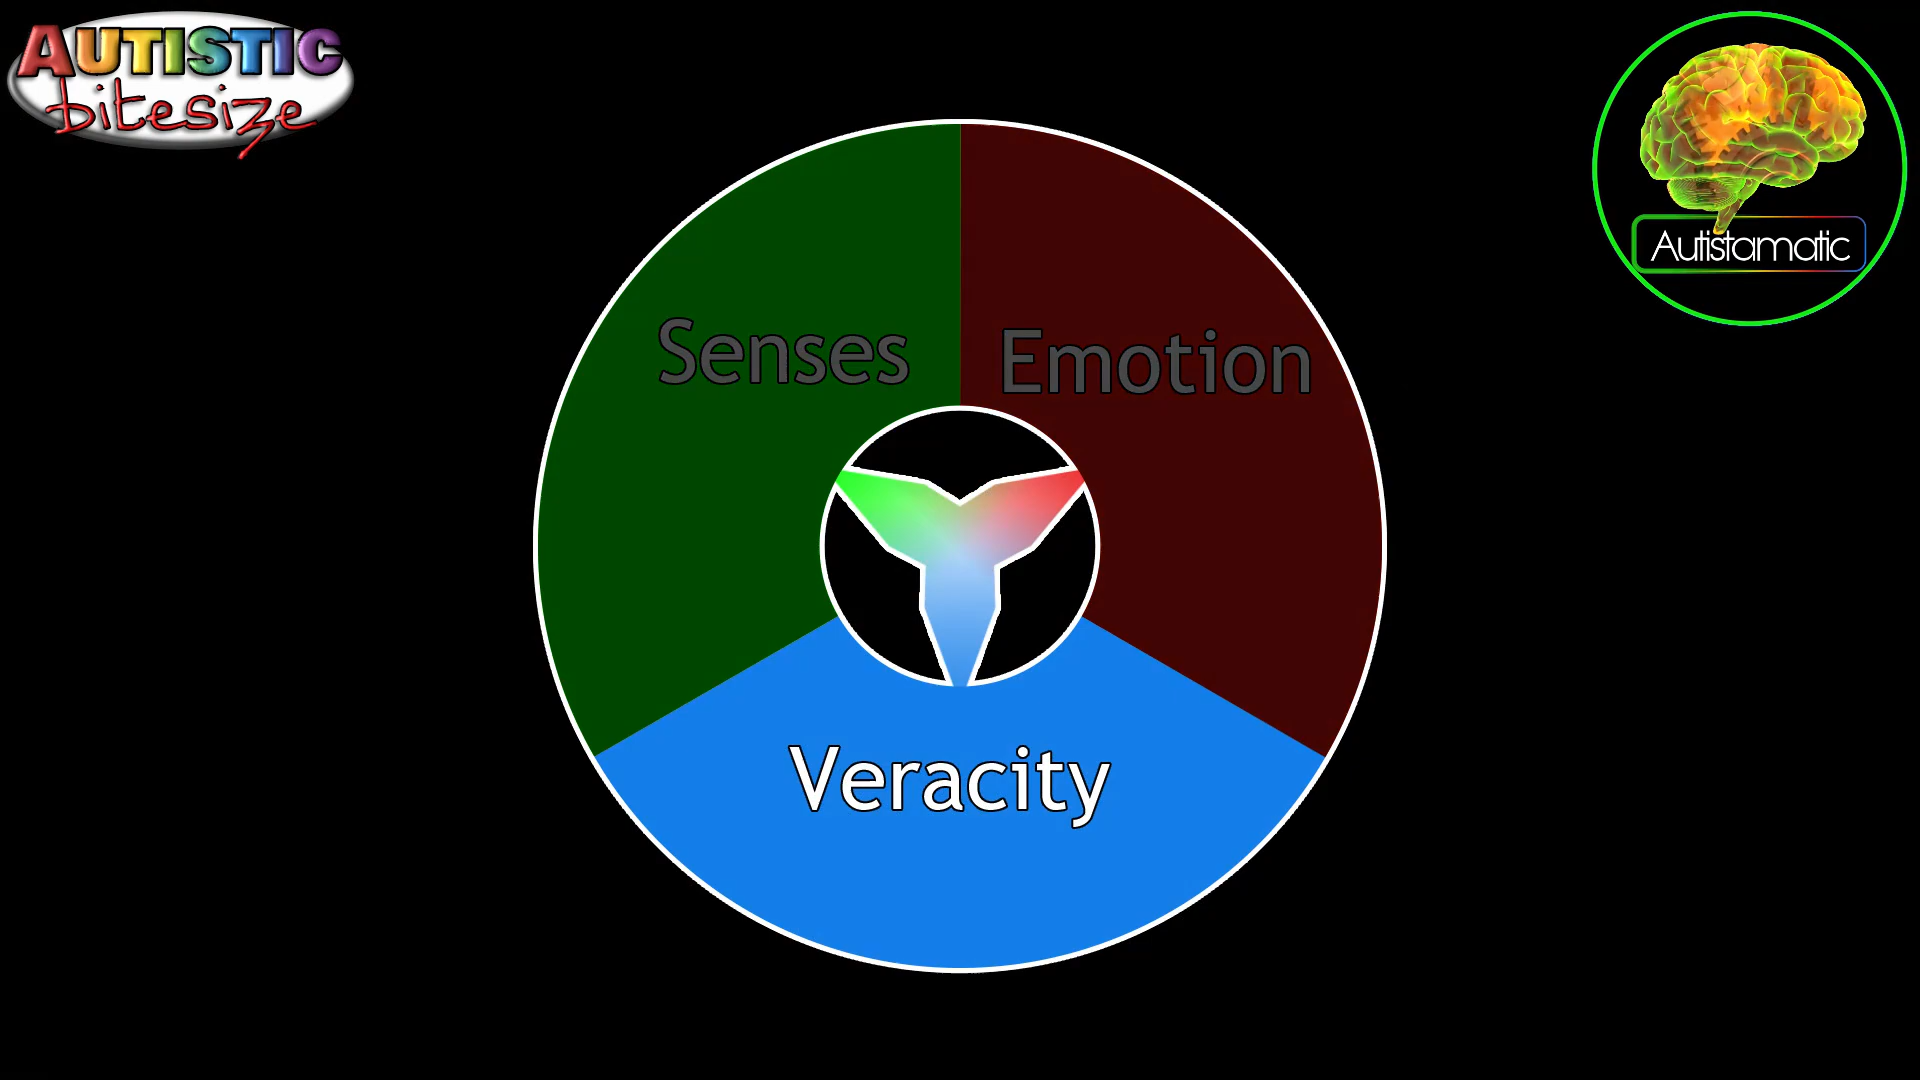 AUTISTIC
bitesize
Autistamatic
Senses
Emotion
Veracity